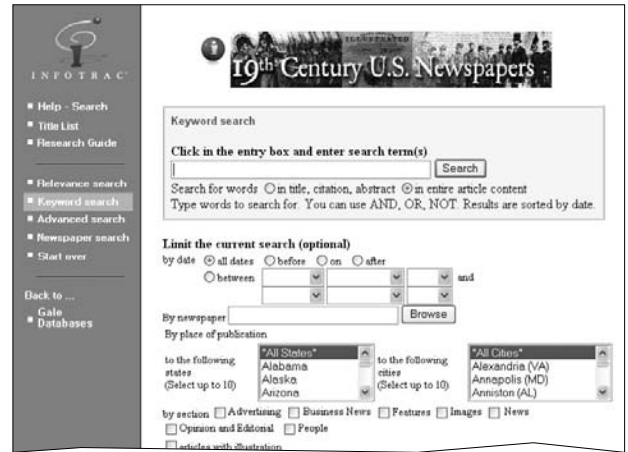 INFOTRAC
Help - Search
Title List
Research Guide
Relevance search
Keyword search
Advanced search
Newspaper search
Start over
Back to ...
Gale
Databases
ILLUSTRATED
19th Century U.S. Newspapers
Keyword search
Click in the entry box and enter search term(s)
Search
Search for words in title, citation, abstract in entire article content
Type words to search for. You can use AND, OR, NOT. Results are sorted by date.
Limit the current search (optional)
by date all dates before on after
between and
By newspaper Browse
By place of publication
to the following
states
(Select up to 10)
"All States"
Alabama
Alaska
Arizona
to the following
cities
(Select up to 10)
"All Cities"
Alexandria (VA)
Annapolis (MD)
Anniston (AL)
by section Advertising Business News Features Images News
Opinion and Editorial People
articles with illustration